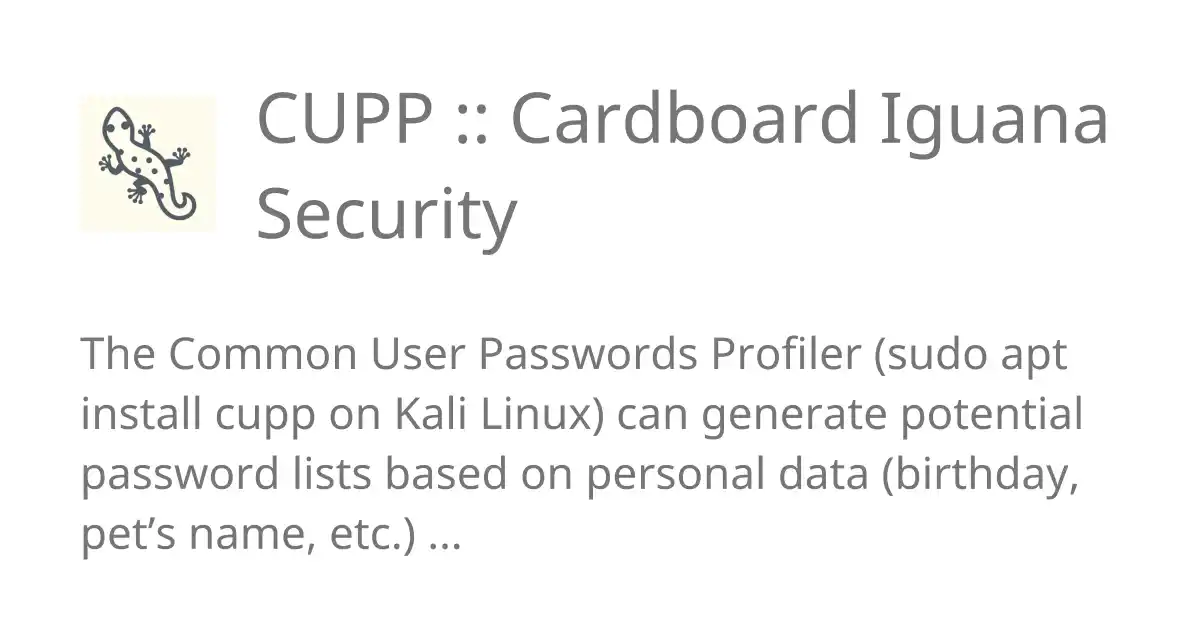 CUPP :: Cardboard Iguana
Security
The Common User Passwords Profiler (sudo apt
install cupp on Kali Linux) can generate potential
password lists based on personal data (birthday,
pet’s name, etc.) ...